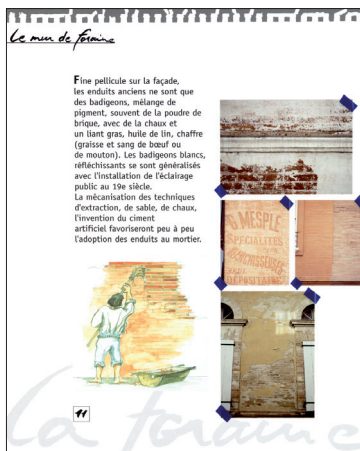 Le mur de foraine
Fine pellicule sur la façade,
les enduits anciens ne sont que
des badigeons, mélange de
pigment, souvent de la poudre de
brique, avec de la chaux et
un liant gras, huile de lin, chaffre
(graisse et sang de bœuf ou
de mouton). Les badigeons blancs,
réfléchissants se sont généralisés
avec l'installation de l'éclairage
public au 19e siècle.
La mécanisation des techniques
d'extraction, de sable, de chaux,
l'invention du ciment
artificiel favoriseront peu à peu
l'adoption des enduits au mortier.
G MESPLE
SPECIALITES
DEPOSITAIRE
11
La foraine